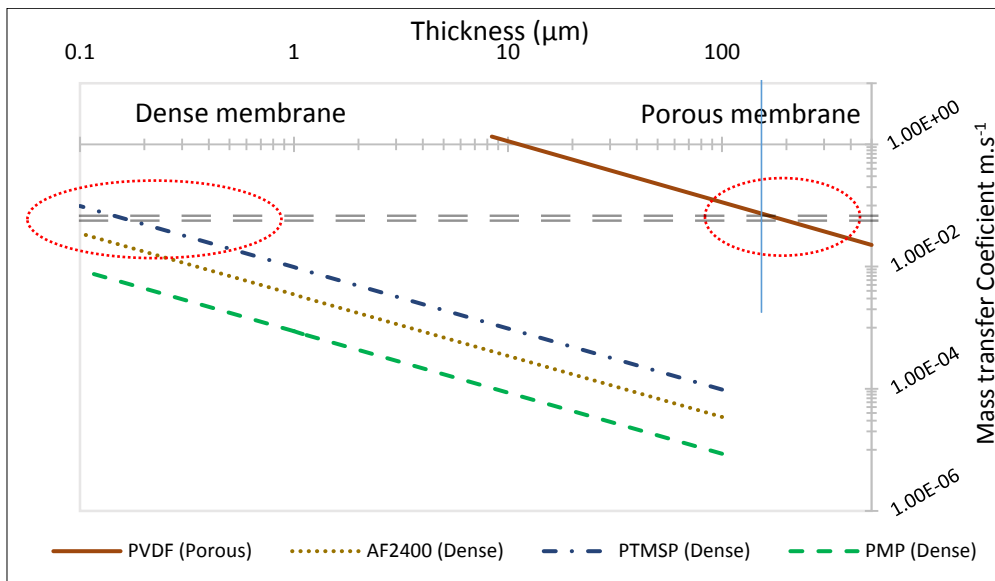 Thickness (µm)
0.1 1 10 100
Dense membrane Porous membrane
1.00E+00
1.00E-02
1.00E-04
1.00E-06
Mass transfer Coefficient m.s⁻¹
PVDF (Porous) AF2400 (Dense) PTMSP (Dense) PMP (Dense)